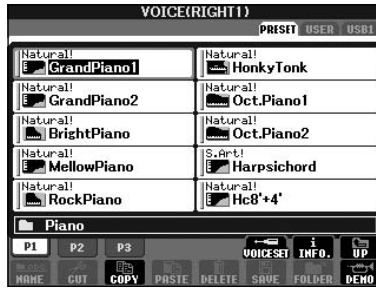 VOICE(RIGHT1)
PRESET USER USB1
Natural!
GrandPiano1
Natural!
HonkyTonk
Natural!
GrandPiano2
Natural!
Oct.Piano1
Natural!
BrightPiano
Natural!
Oct.Piano2
Natural!
MellowPiano
S.Art!
Harpsichord
Natural!
RockPiano
Natural!
Hc8'+4'
Piano
P1 P2 P3
VOICESET INFO. UP
NAME CUT COPY PASTE DELETE SAVE FOLDER DEMO